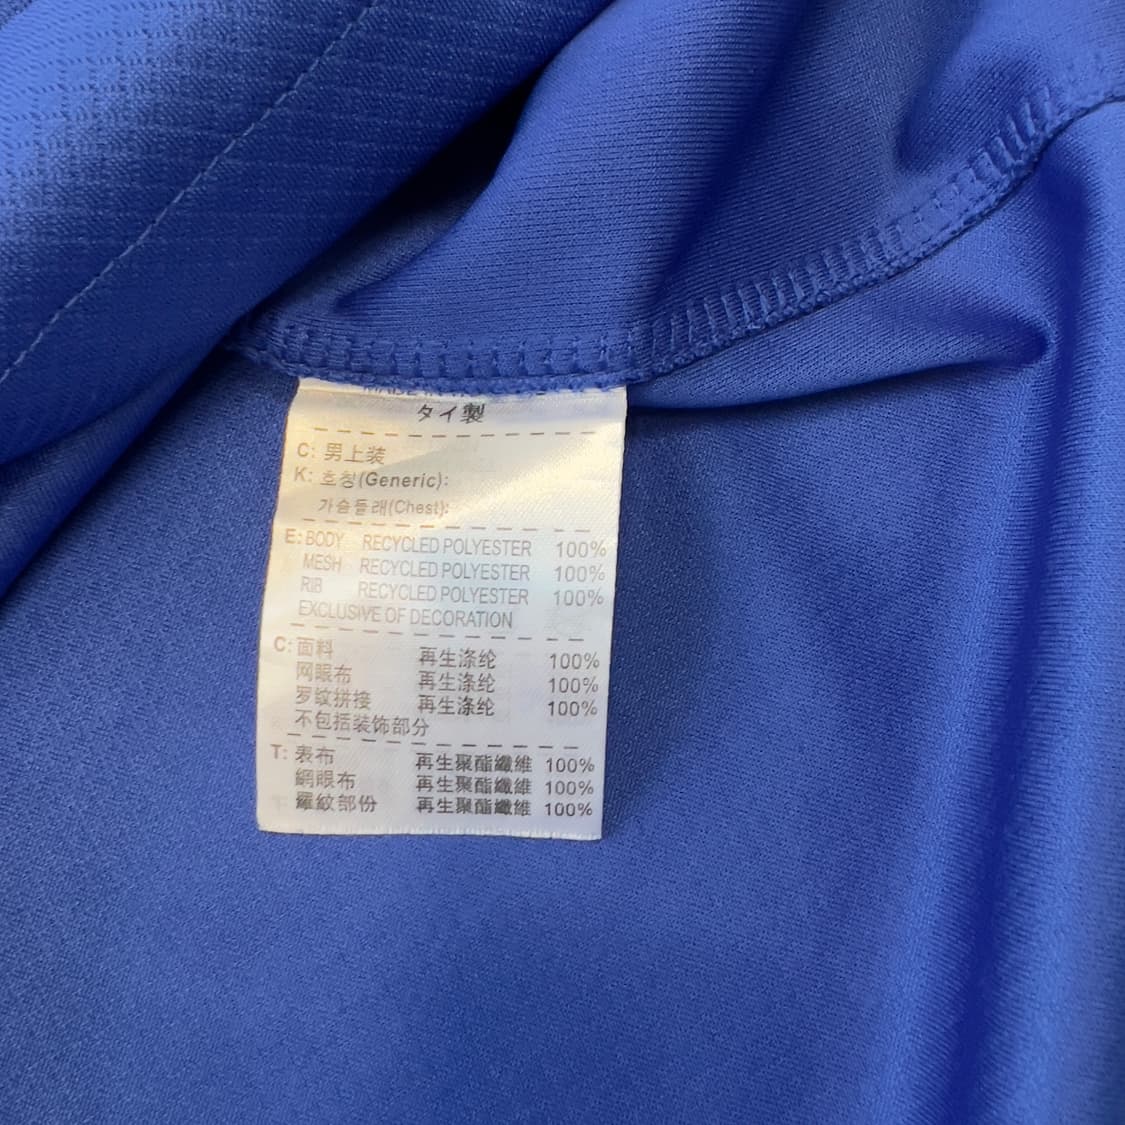 MADE IN
タイ製
C: 男上装
K: 호칭(Generic):
가슴둘래(Chest):
E: BODY RECYCLED POLYESTER 100%
MESH RECYCLED POLYESTER 100%
RIB RECYCLED POLYESTER 100%
EXCLUSIVE OF DECORATION
C: 面料 再生涤纶 100%
网眼布 再生涤纶 100%
罗纹拼接 再生涤纶 100%
不包括装饰部分
T: 表布 再生聚酯纖維 100%
網眼布 再生聚酯纖維 100%
羅紋部份 再生聚酯纖維 100%